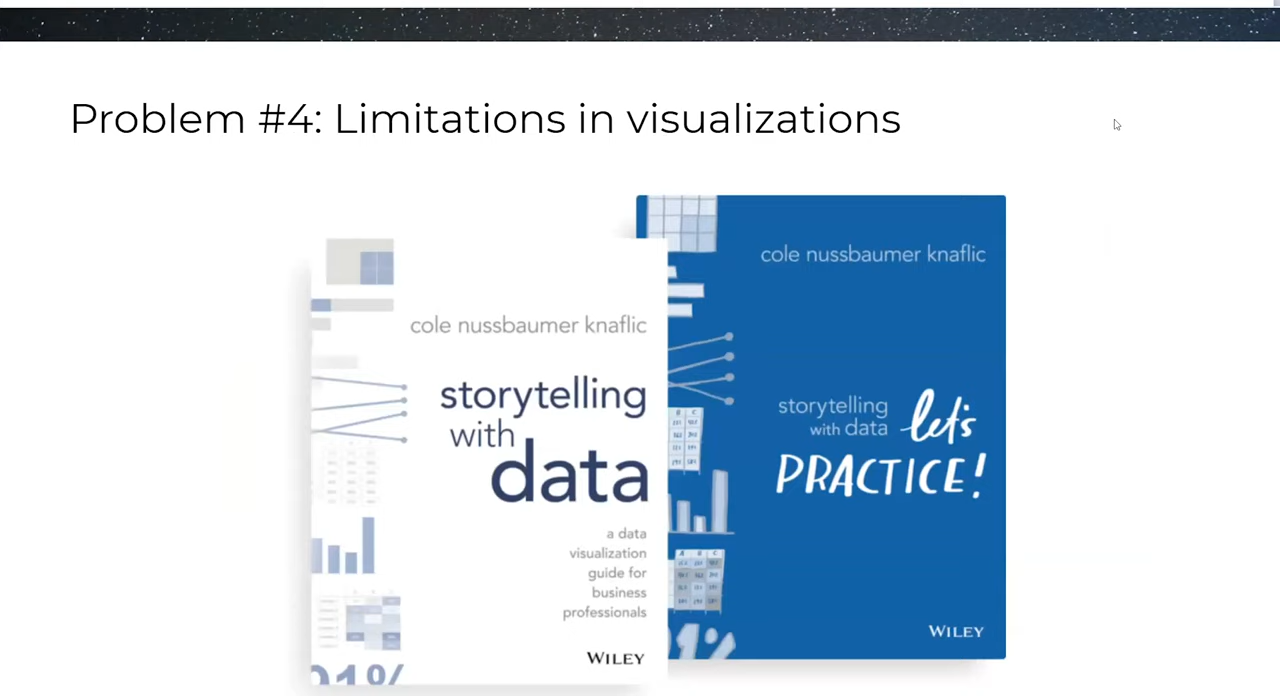 Problem #4: Limitations in visualizations
cole nussbaumer knaflic
storytelling
with
data
a data
visualization
guide for
business
professionals
WILEY
cole nussbaumer knaflic
storytelling
with data
let's
PRACTICE!
WILEY